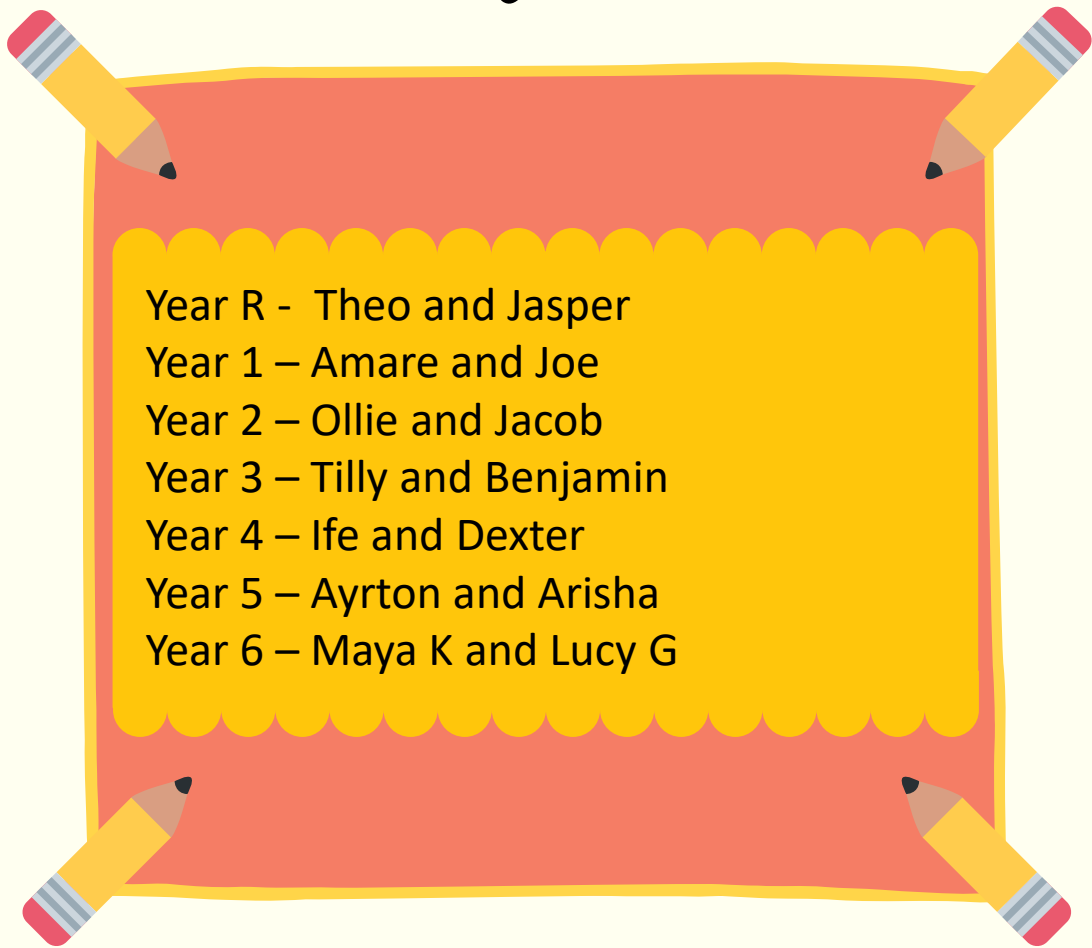 Year R -  Theo and Jasper
Year 1 – Amare and Joe
Year 2 – Ollie and Jacob
Year 3 – Tilly and Benjamin
Year 4 – Ife and Dexter
Year 5 – Ayrton and Arisha
Year 6 – Maya K and Lucy G